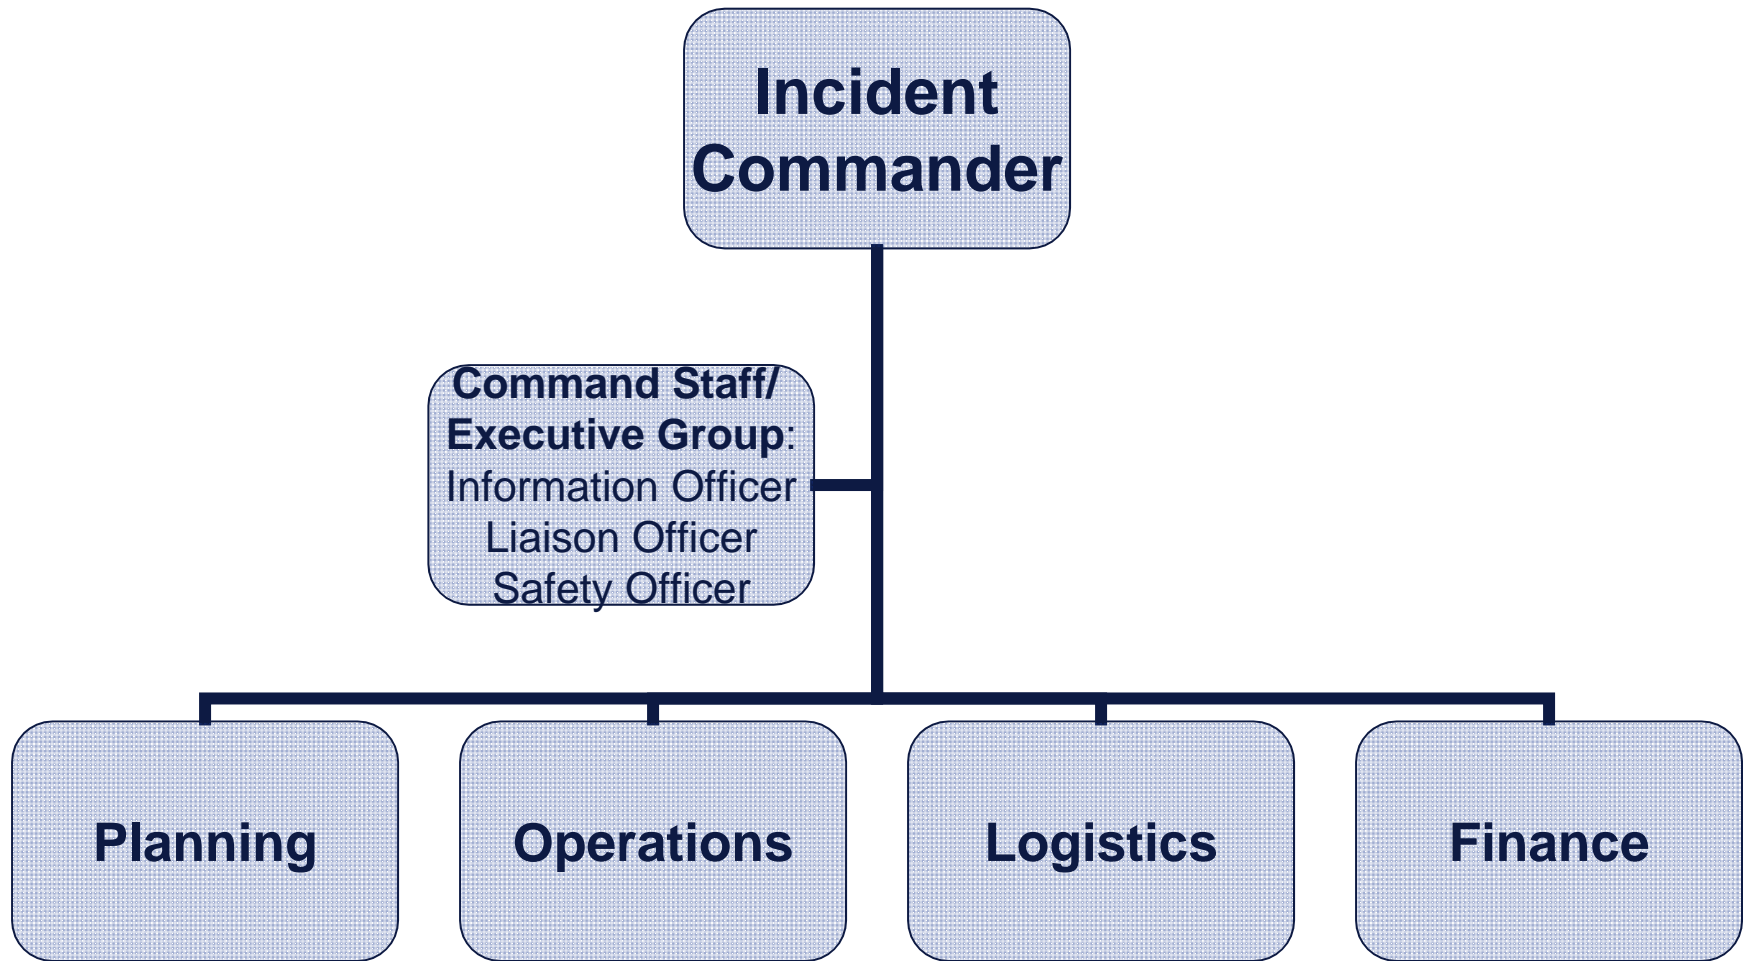 Incident
Commander
Command Staff/
Executive Group:
Information Officer
Liaison Officer
Safety Officer
Planning
Operations
Logistics
Finance